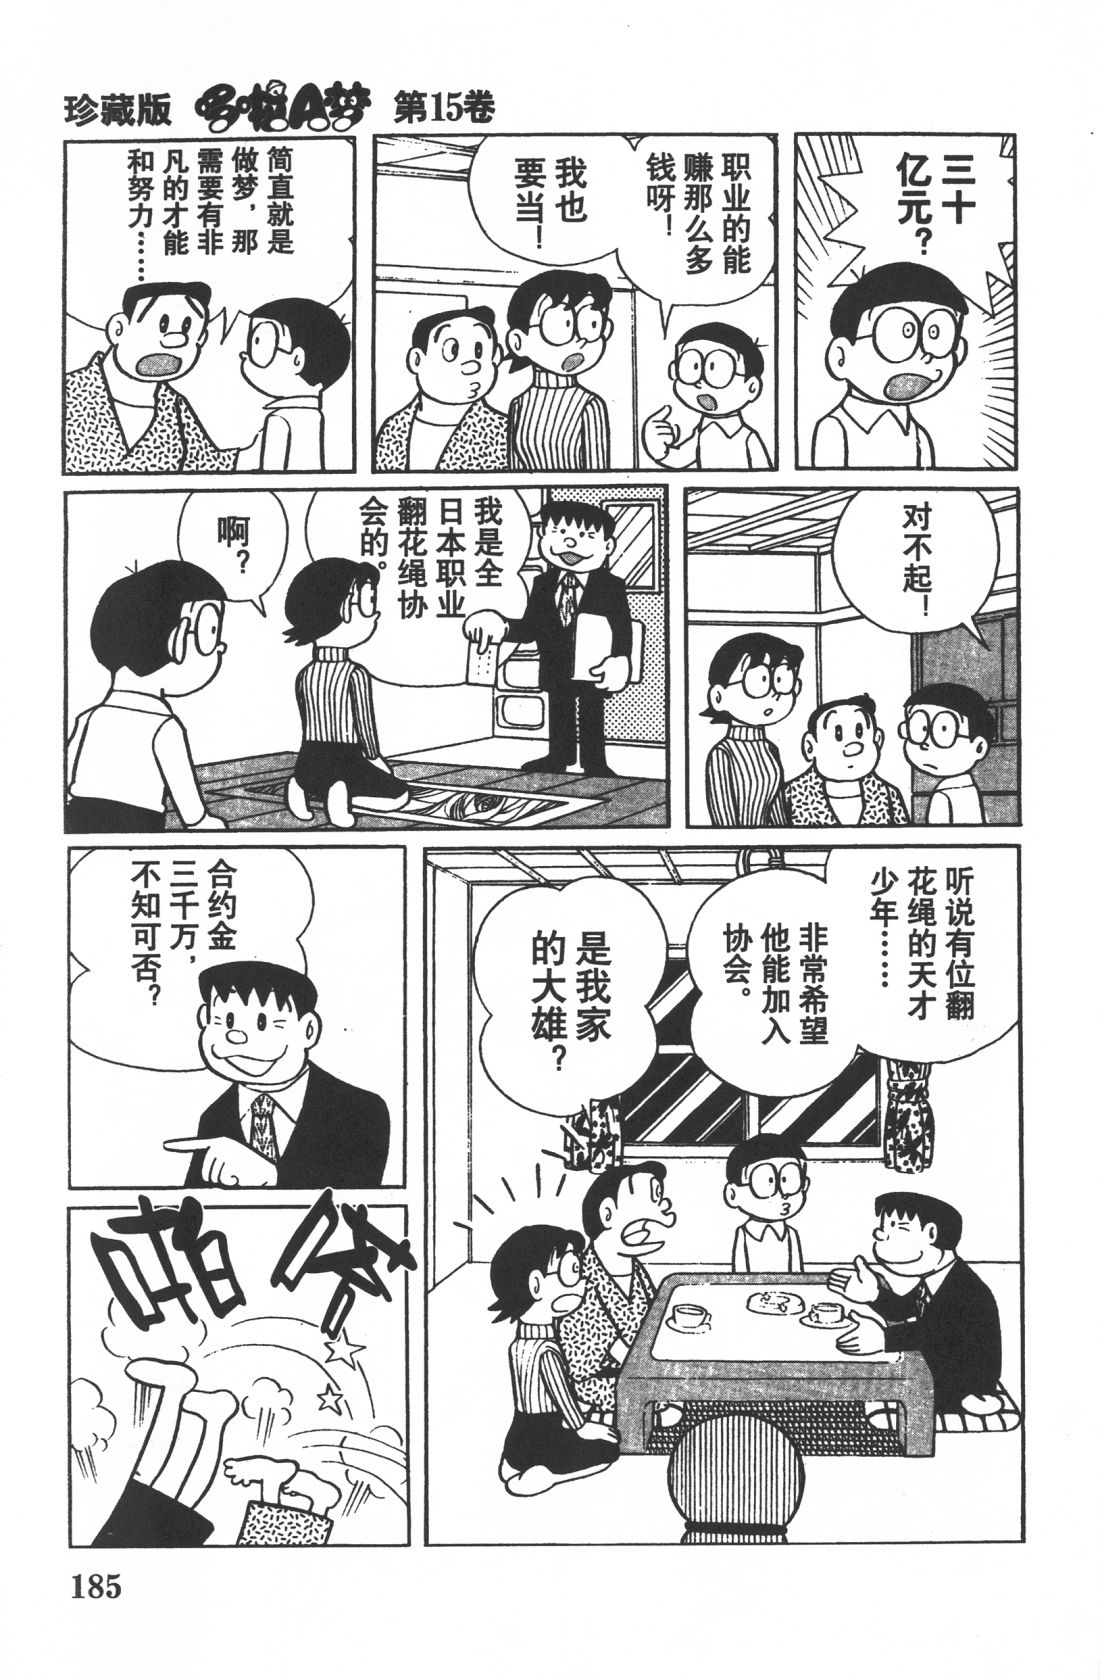 珍藏版 哆啦A梦 第15卷
三十
亿元？
职业的能
赚那么多
钱呀！
我也
要当！
简直就是
做梦，那
需要有非
凡的才能
和努力……
对不起！
我是全
日本职业
翻花绳协
会的。
啊？
听说有位翻
花绳的天才
少年……
非常希望
他能加入
协会。
是我家
的大雄？
合约金
三千万，
不知可否？
啪嗒
185